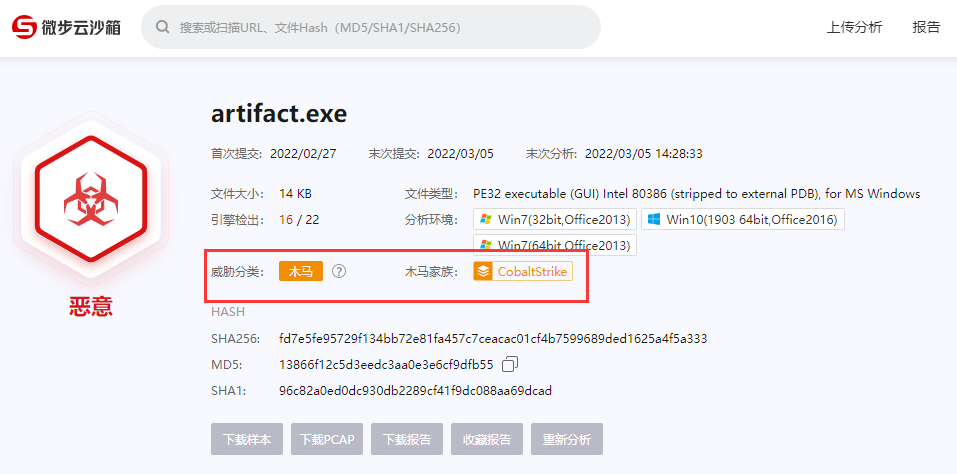 微步云沙箱 搜索或扫描URL、文件Hash（MD5/SHA1/SHA256） 上传分析 报告
artifact.exe
首次提交: 2022/02/27 末次提交: 2022/03/05 末次分析: 2022/03/05 14:28:33
文件大小: 14 KB 文件类型: PE32 executable (GUI) Intel 80386 (stripped to external PDB), for MS Windows
引擎检出: 16 / 22 分析环境: Win7(32bit,Office2013) Win10(1903 64bit,Office2016)
Win7(64bit,Office2013)
威胁分类: 木马 ? 木马家族: CobaltStrike
恶意
HASH
SHA256: fd7e5fe95729f134bb72e81fa457c7ceacac01cf4b7599689ded1625a4f5a333
MD5: 13866f12c5d3eedc3aa0e3e6cf9dfb55
SHA1: 96c82a0ed0dc930db2289cf41f9dc088aa69dcad
下载样本 下载PCAP 下载报告 收藏报告 重新分析